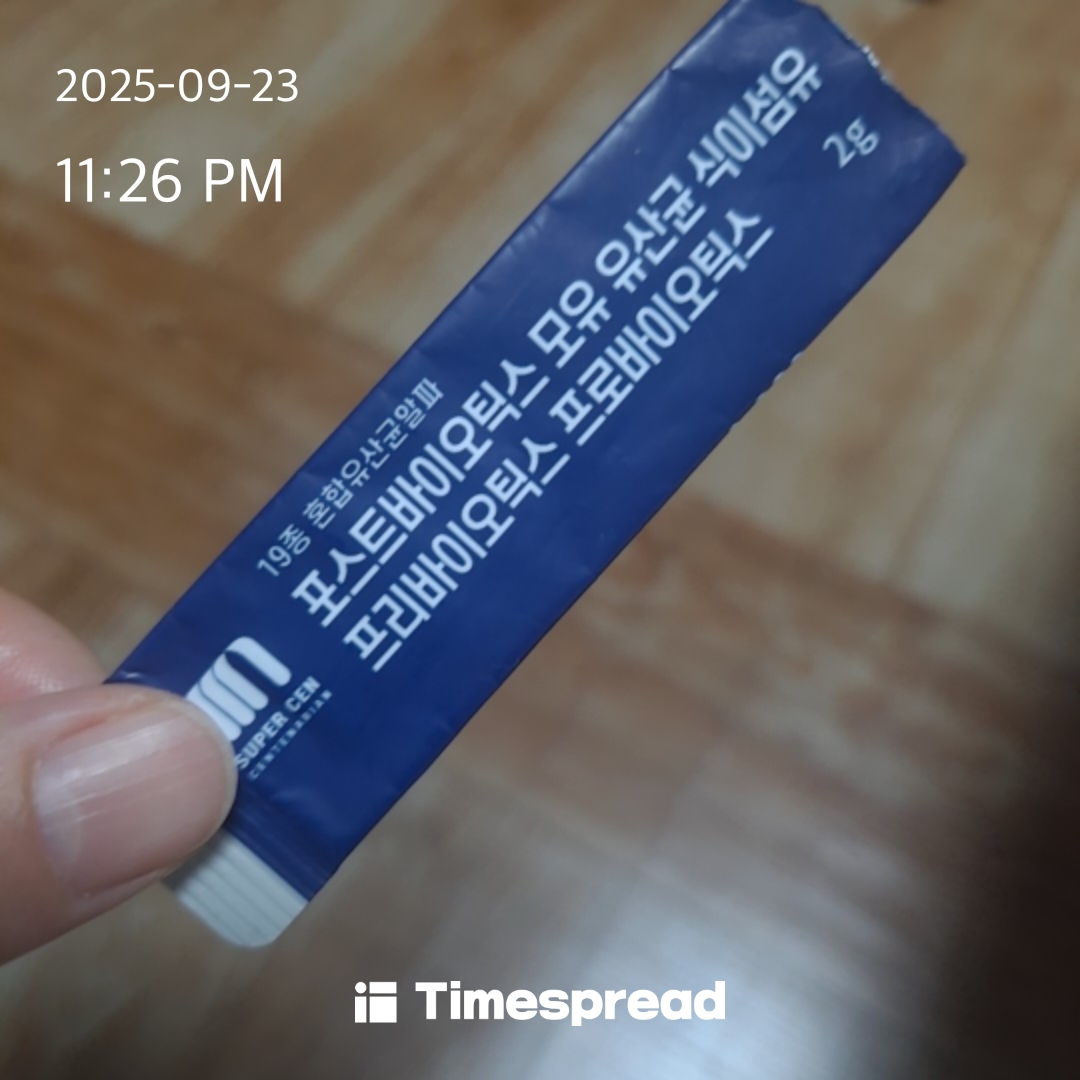 2025-09-23
11:26 PM
19종 혼합유산균알파
포스트바이오틱스 모유 유산균 식이섬유
프리바이오틱스 프로바이오틱스
2g
SUPER CEN
CENTENARIAN
Timespread